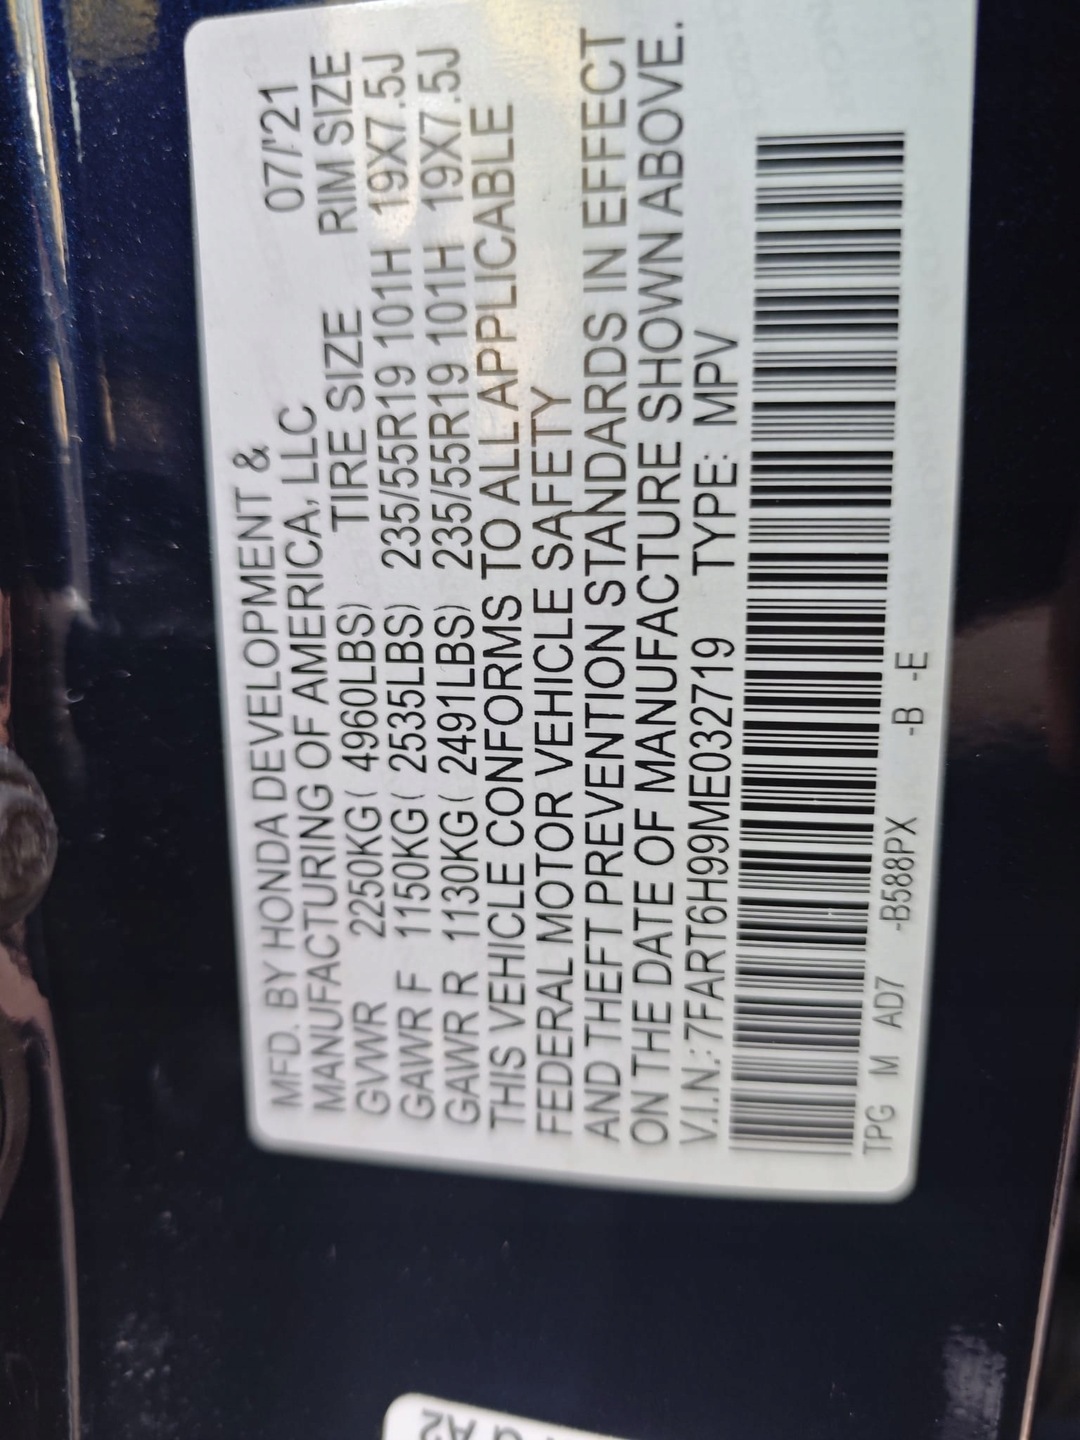 MFD. BY HONDA DEVELOPMENT & 07/'21
MANUFACTURING OF AMERICA, LLC
TIRE SIZE RIM SIZE
GVWR 2250KG( 4960LBS)
GAWR F 1150KG( 2535LBS) 235/55R19 101H 19X7.5J
GAWR R 1130KG( 2491LBS) 235/55R19 101H 19X7.5J
THIS VEHICLE CONFORMS TO ALL APPLICABLE
FEDERAL MOTOR VEHICLE SAFETY
AND THEFT PREVENTION STANDARDS IN EFFECT
ON THE DATE OF MANUFACTURE SHOWN ABOVE.
V.I.N.: 7FART6H99ME032719 TYPE: MPV
TPG M AD7 -B588PX -B -E
A2